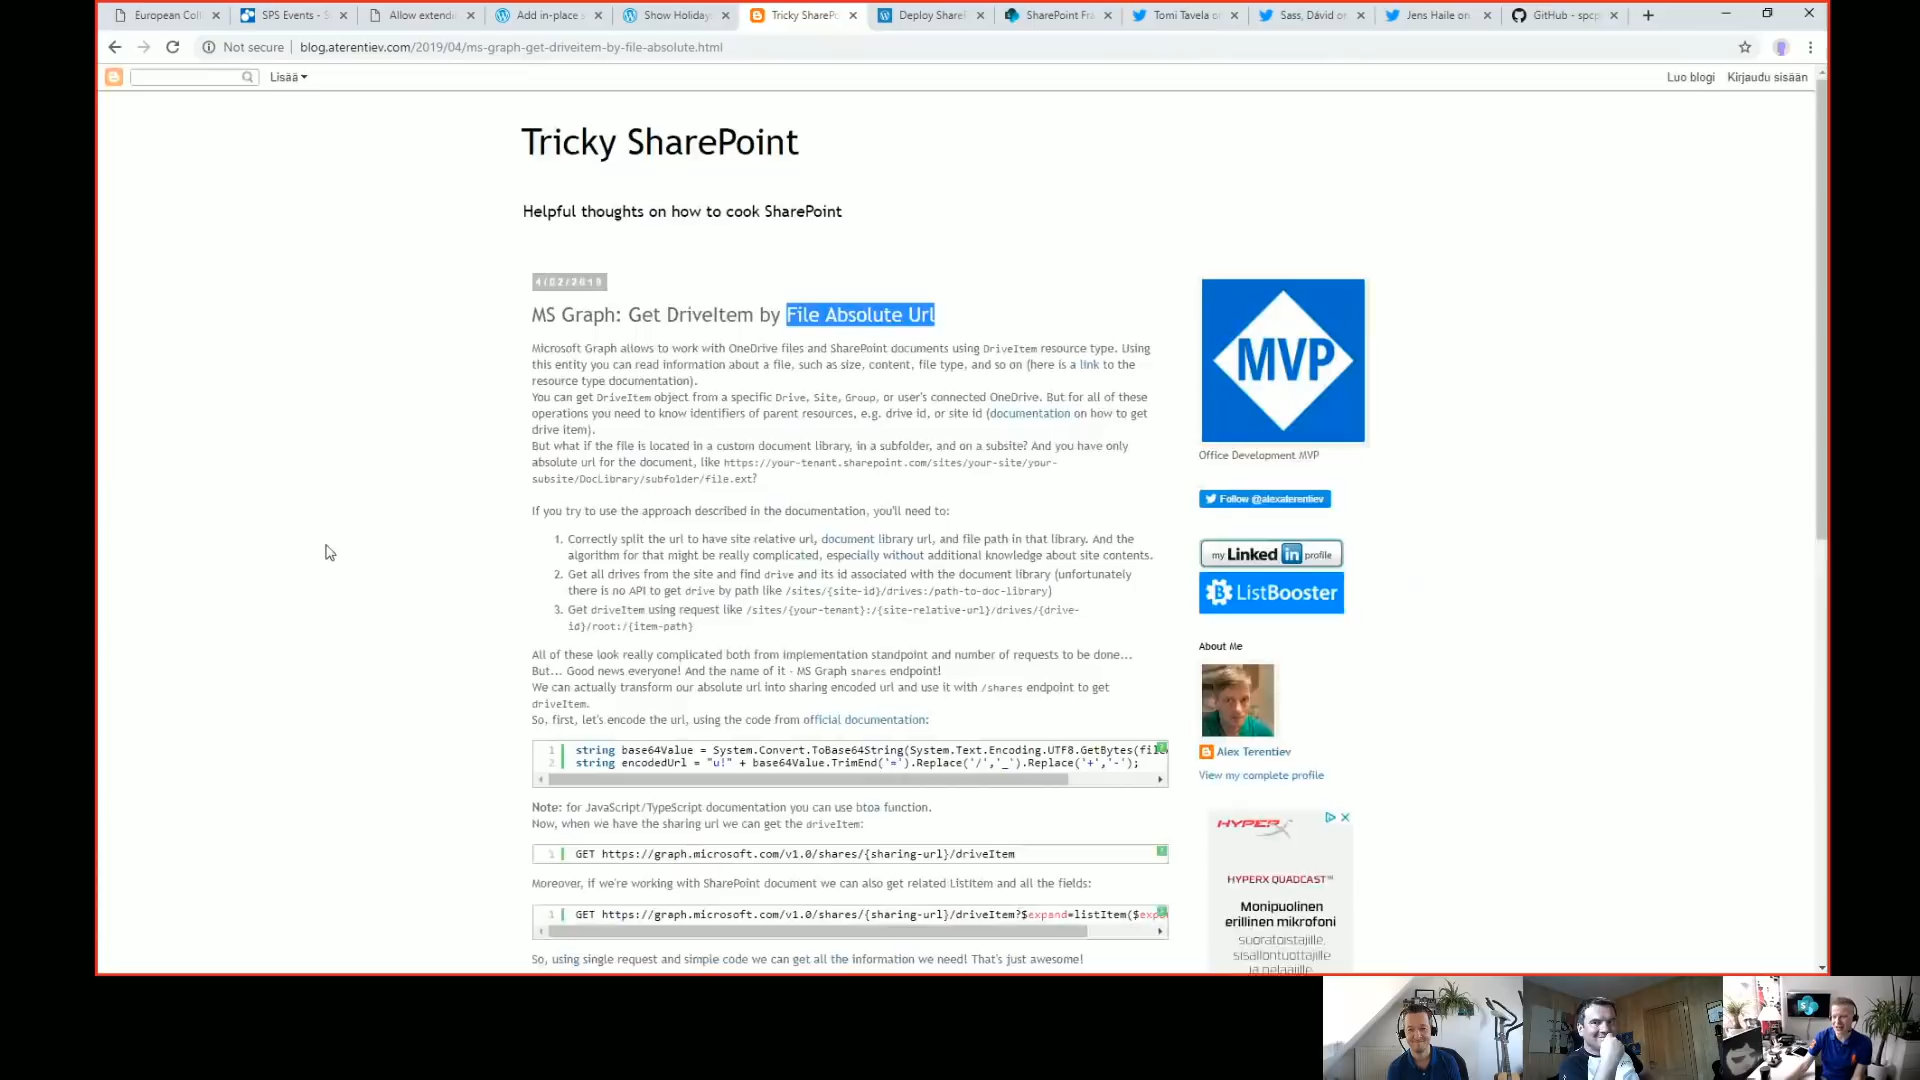 European Coll
SPS Events - S
Allow extendi
Add in-place s
Show Holiday
Tricky SharePo
Deploy Sharel
SharePoint Fra
Tomi Tavela on
Sass, Dávid on
Jens Haile on
GitHub - spcp
Not secure | blog.aterentiev.com/2019/04/ms-graph-get-driveitem-by-file-absolute.html
Lisää
Luo blogi Kirjaudu sisään
Tricky SharePoint
Helpful thoughts on how to cook SharePoint
4/02/2019
MS Graph: Get DriveItem by File Absolute Url
Microsoft Graph allows to work with OneDrive files and SharePoint documents using DriveItem resource type. Using
this entity you can read information about a file, such as size, content, file type, and so on (here is a link to the
resource type documentation).
You can get DriveItem object from a specific Drive, Site, Group, or user's connected OneDrive. But for all of these
operations you need to know identifiers of parent resources, e.g. drive id, or site id (documentation on how to get
drive item).
But what if the file is located in a custom document library, in a subfolder, and on a subsite? And you have only
absolute url for the document, like https://your-tenant.sharepoint.com/sites/your-site/your-
subsite/DocLibrary/subfolder/file.ext?
If you try to use the approach described in the documentation, you'll need to:
1. Correctly split the url to have site relative url, document library url, and file path in that library. And the
algorithm for that might be really complicated, especially without additional knowledge about site contents.
2. Get all drives from the site and find drive and its id associated with the document library (unfortunately
there is no API to get drive by path like /sites/{site-id}/drives:/path-to-doc-library)
3. Get driveItem using request like /sites/{your-tenant}:/{site-relative-url}/drives/{drive-
id}/root:/{item-path}
All of these look really complicated both from implementation standpoint and number of requests to be done...
But... Good news everyone! And the name of it - MS Graph shares endpoint!
We can actually transform our absolute url into sharing encoded url and use it with /shares endpoint to get
driveItem.
So, first, let's encode the url, using the code from official documentation:
1 string base64Value = System.Convert.ToBase64String(System.Text.Encoding.UTF8.GetBytes(file
2 string encodedUrl = "u!" + base64Value.TrimEnd('=').Replace('/','_').Replace('+','-');
Note: for JavaScript/TypeScript documentation you can use btoa function.
Now, when we have the sharing url we can get the driveItem:
1 GET https://graph.microsoft.com/v1.0/shares/{sharing-url}/driveItem
Moreover, if we're working with SharePoint document we can also get related ListItem and all the fields:
1 GET https://graph.microsoft.com/v1.0/shares/{sharing-url}/driveItem?$expand=listItem($expa
So, using single request and simple code we can get all the information we need! That's just awesome!
MVP
Office Development MVP
Follow @alexaterentiev
my Linked in profile
ListBooster
About Me
Alex Terentiev
View my complete profile
HYPERX
HYPERX QUADCAST™
Monipuolinen
erillinen mikrofoni
suoratoistajille,
sisällontuottajille
ja pelaajille.